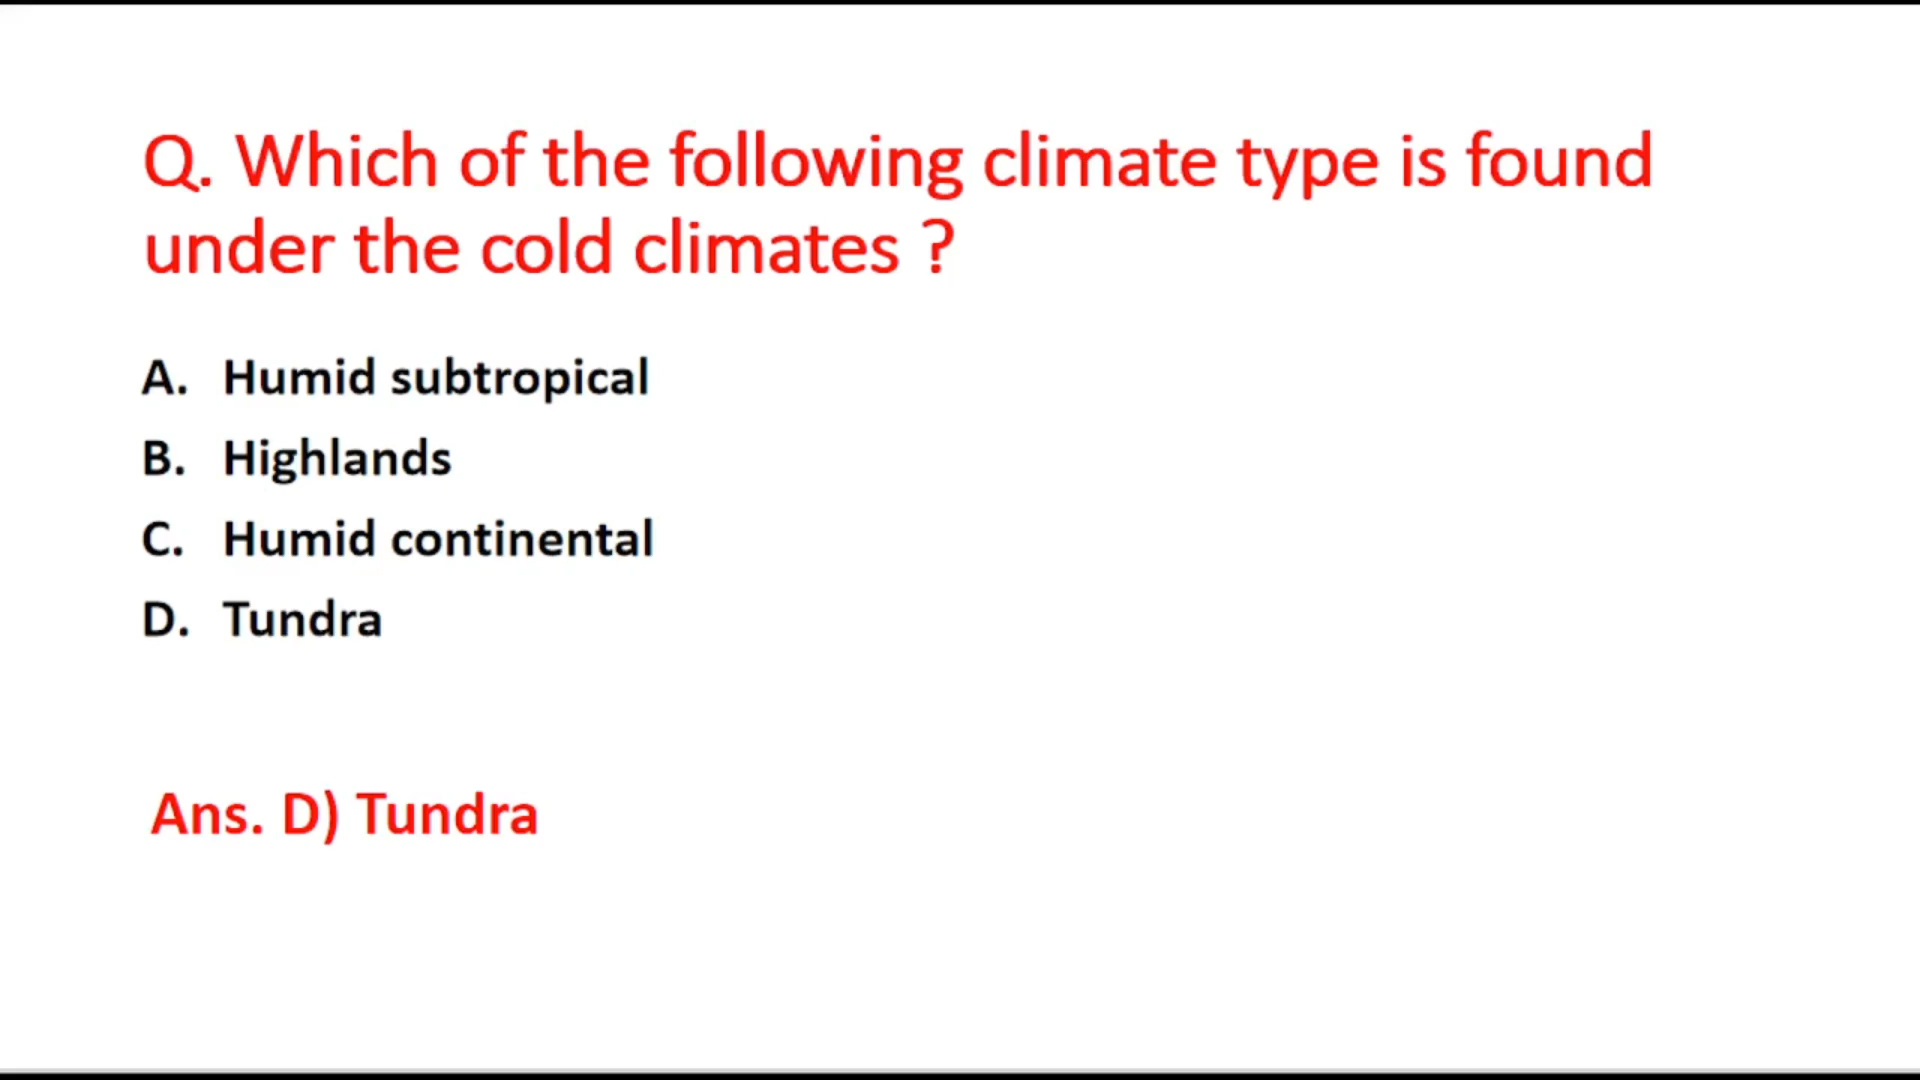 Q. Which of the following climate type is found
under the cold climates ?
A. Humid subtropical
B. Highlands
C. Humid continental
D. Tundra
Ans. D) Tundra